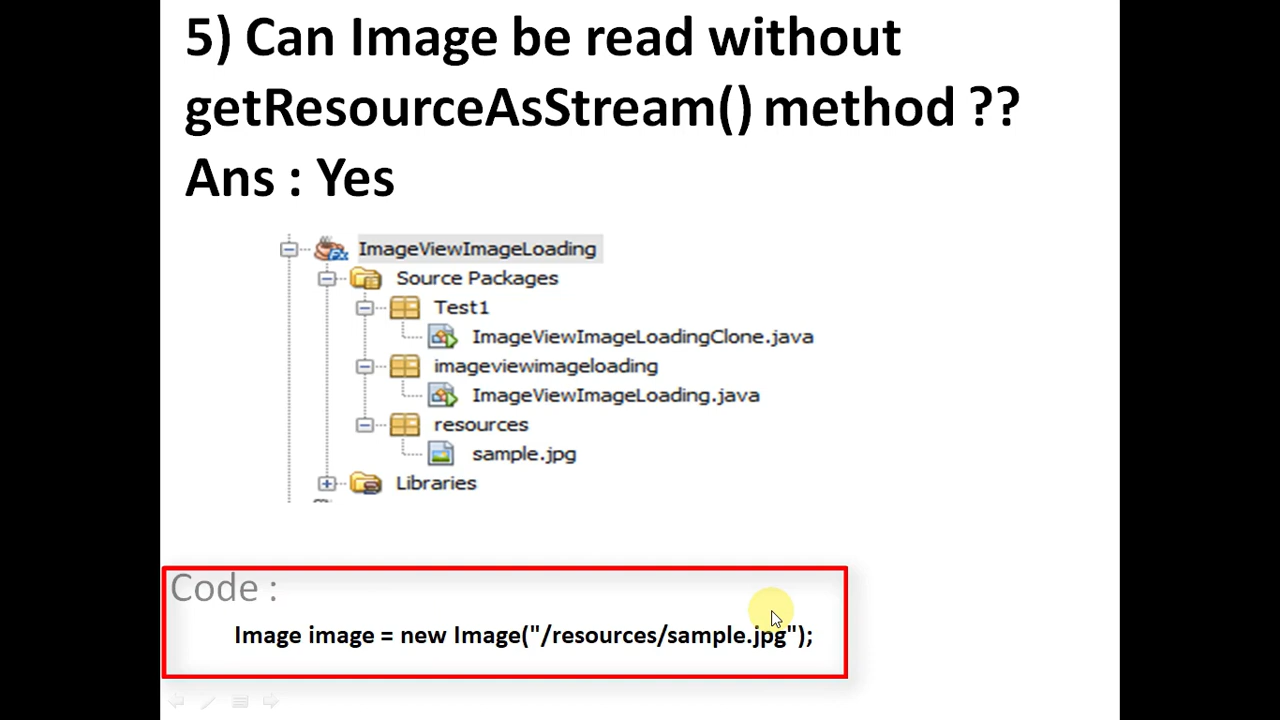 5) Can Image be read without
getResourceAsStream() method ??
Ans : Yes
ImageViewImageLoading
Source Packages
Test1
ImageViewImageLoadingClone.java
imageviewimageloading
ImageViewImageLoading.java
resources
sample.jpg
Libraries
Code :
Image image = new Image("/resources/sample.jpg");